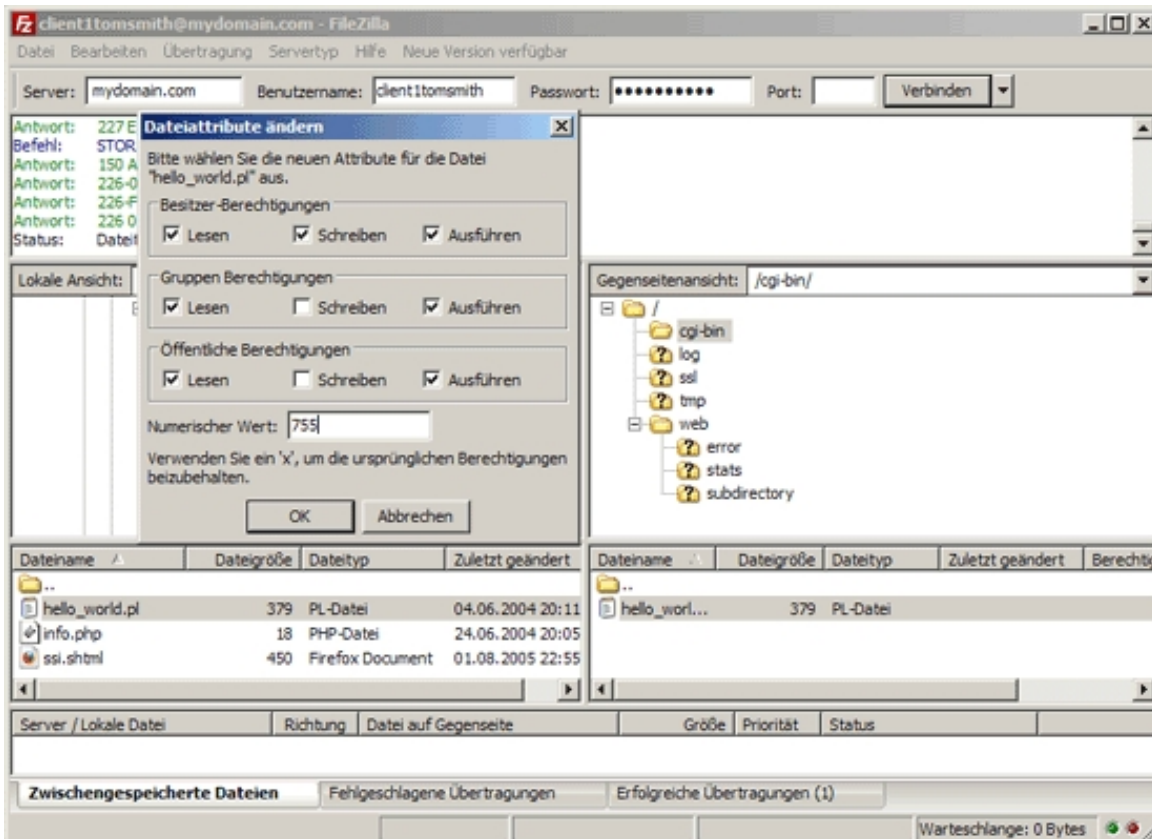 client1tomsmith@mydomain.com - FileZilla
Datei Bearbeiten Übertragung Servertyp Hilfe Neue Version verfügbar
Server: mydomain.com Benutzername: client1tomsmith Passwort: ●●●●●●●●●● Port: Verbinden
Antwort: 227 E
Befehl: STOR
Antwort: 150 A
Antwort: 226-0
Antwort: 226-F
Antwort: 226 0
Status: Datei
Dateiattribute ändern
Bitte wählen Sie die neuen Attribute für die Datei
"hello_world.pl" aus.
Besitzer-Berechtigungen
Lesen Schreiben Ausführen
Gruppen Berechtigungen
Lesen Schreiben Ausführen
Öffentliche Berechtigungen
Lesen Schreiben Ausführen
Numerischer Wert: 755
Verwenden Sie ein 'x', um die ursprünglichen Berechtigungen
beizubehalten.
OK Abbrechen
Lokale Ansicht:
Gegenseitenansicht: /cgi-bin/
/
cgi-bin
log
ssl
tmp
web
error
stats
subdirectory
Dateiname Dateigröße Dateityp Zuletzt geändert
..
hello_world.pl 379 PL-Datei 04.06.2004 20:11
info.php 18 PHP-Datei 24.06.2004 20:05
ssi.shtml 450 Firefox Document 01.08.2005 22:55
Dateiname Dateigröße Dateityp Zuletzt geändert Berechtig
..
hello_worl... 379 PL-Datei
Server / Lokale Datei Richtung Datei auf Gegenseite Größe Priorität Status
Zwischengespeicherte Dateien Fehlgeschlagene Übertragungen Erfolgreiche Übertragungen (1)
Warteschlange: 0 Bytes